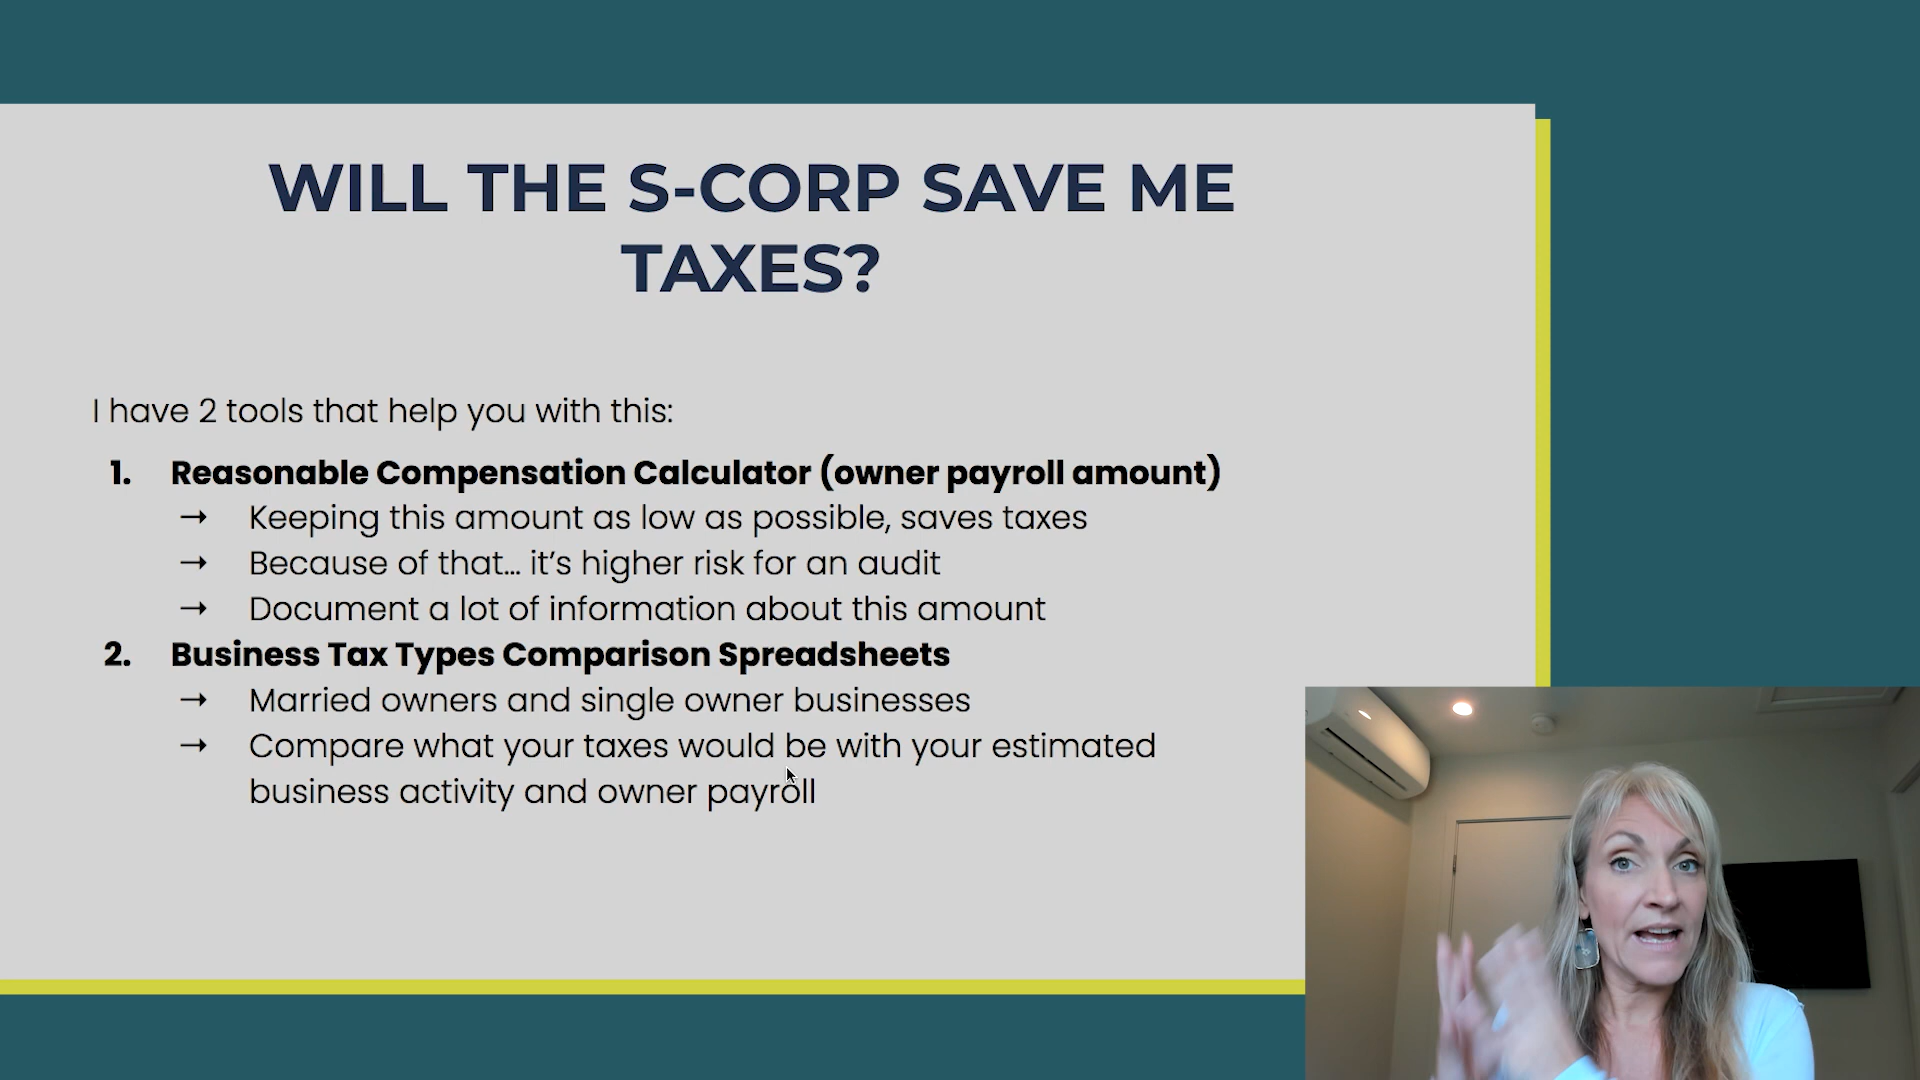 WILL THE S-CORP SAVE ME
TAXES?
I have 2 tools that help you with this:
1. Reasonable Compensation Calculator (owner payroll amount)
→ Keeping this amount as low as possible, saves taxes
→ Because of that... it's higher risk for an audit
→ Document a lot of information about this amount
2. Business Tax Types Comparison Spreadsheets
→ Married owners and single owner businesses
→ Compare what your taxes would be with your estimated
business activity and owner payroll